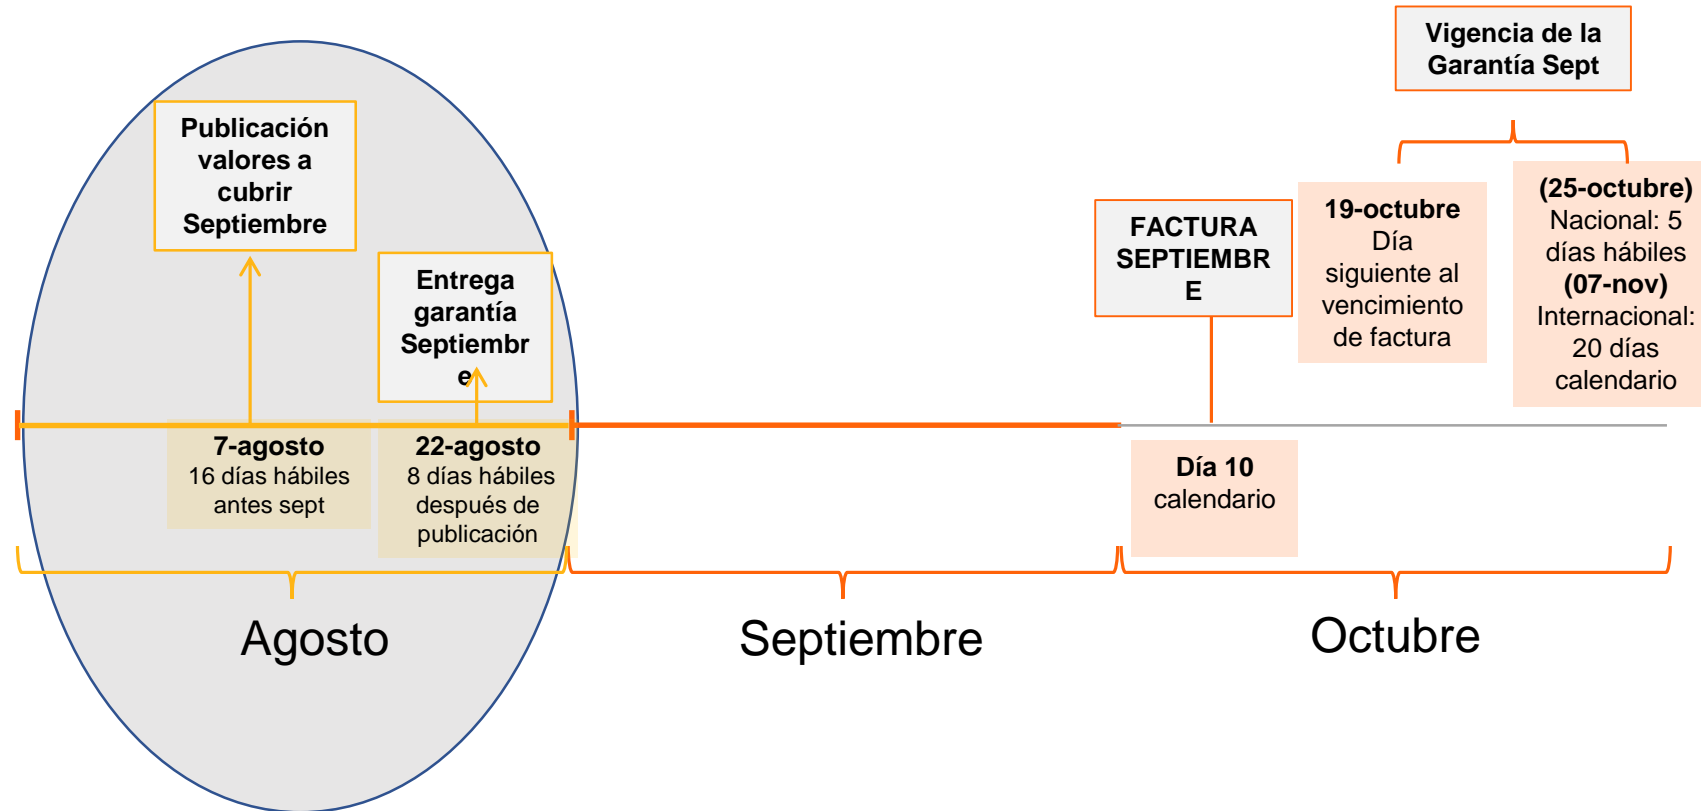 Vigencia de la
Garantía Sept
Publicación
valores a
cubrir
Septiembre
Entrega
garantía
Septiembr
e
FACTURA
SEPTIEMBR
E
19-octubre
Día
siguiente al
vencimiento
de factura
(25-octubre)
Nacional: 5
días hábiles
(07-nov)
Internacional:
20 días
calendario
7-agosto
16 días hábiles
antes sept
22-agosto
8 días hábiles
después de
publicación
Día 10
calendario
Agosto
Septiembre
Octubre